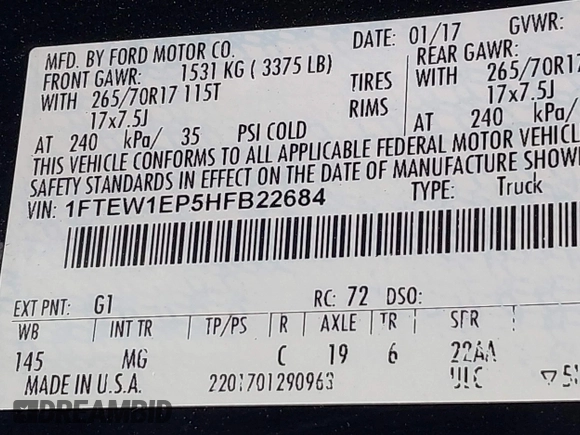 MFD. BY FORD MOTOR CO.
DATE: 01/17
GVWR:
FRONT GAWR: 1531 KG ( 3375 LB)
REAR GAWR:
WITH 265/70R17 115T
TIRES
WITH 265/70R17
17x7.5J
RIMS
17x7.5J
AT 240 kPa/ 35 PSI COLD
AT 240 kPa/
THIS VEHICLE CONFORMS TO ALL APPLICABLE FEDERAL MOTOR VEHICL
SAFETY STANDARDS IN EFFECT ON THE DATE OF MANUFACTURE SHOW
VIN: 1FTEW1EP5HFB22684
TYPE: Truck
EXT PNT: G1
RC: 72 DSO:
WB INT TR TP/PS R AXLE TR SPR
145 MG C 19 6 22AA
MADE IN U.S.A. 2201701290963
DREAMBID